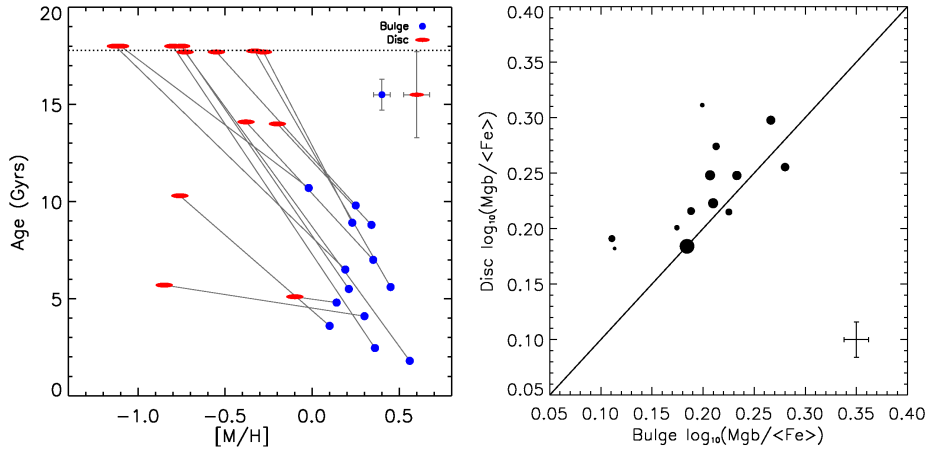 20
15
10
5
0
Age (Gyrs)
−1.0 −0.5 0.0 0.5
[M/H]
Bulge
Disc
0.40
0.35
0.30
0.25
0.20
0.15
0.10
0.05
Disc log₁₀(Mgb/<Fe>)
0.05 0.10 0.15 0.20 0.25 0.30 0.35 0.40
Bulge log₁₀(Mgb/<Fe>)